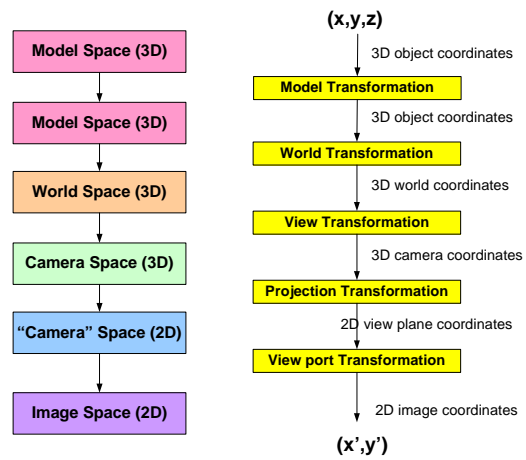 Model Space (3D)
Model Space (3D)
World Space (3D)
Camera Space (3D)
“Camera” Space (2D)
Image Space (2D)
(x,y,z)
3D object coordinates
Model Transformation
3D object coordinates
World Transformation
3D world coordinates
View Transformation
3D camera coordinates
Projection Transformation
2D view plane coordinates
View port Transformation
2D image coordinates
(x’,y’)